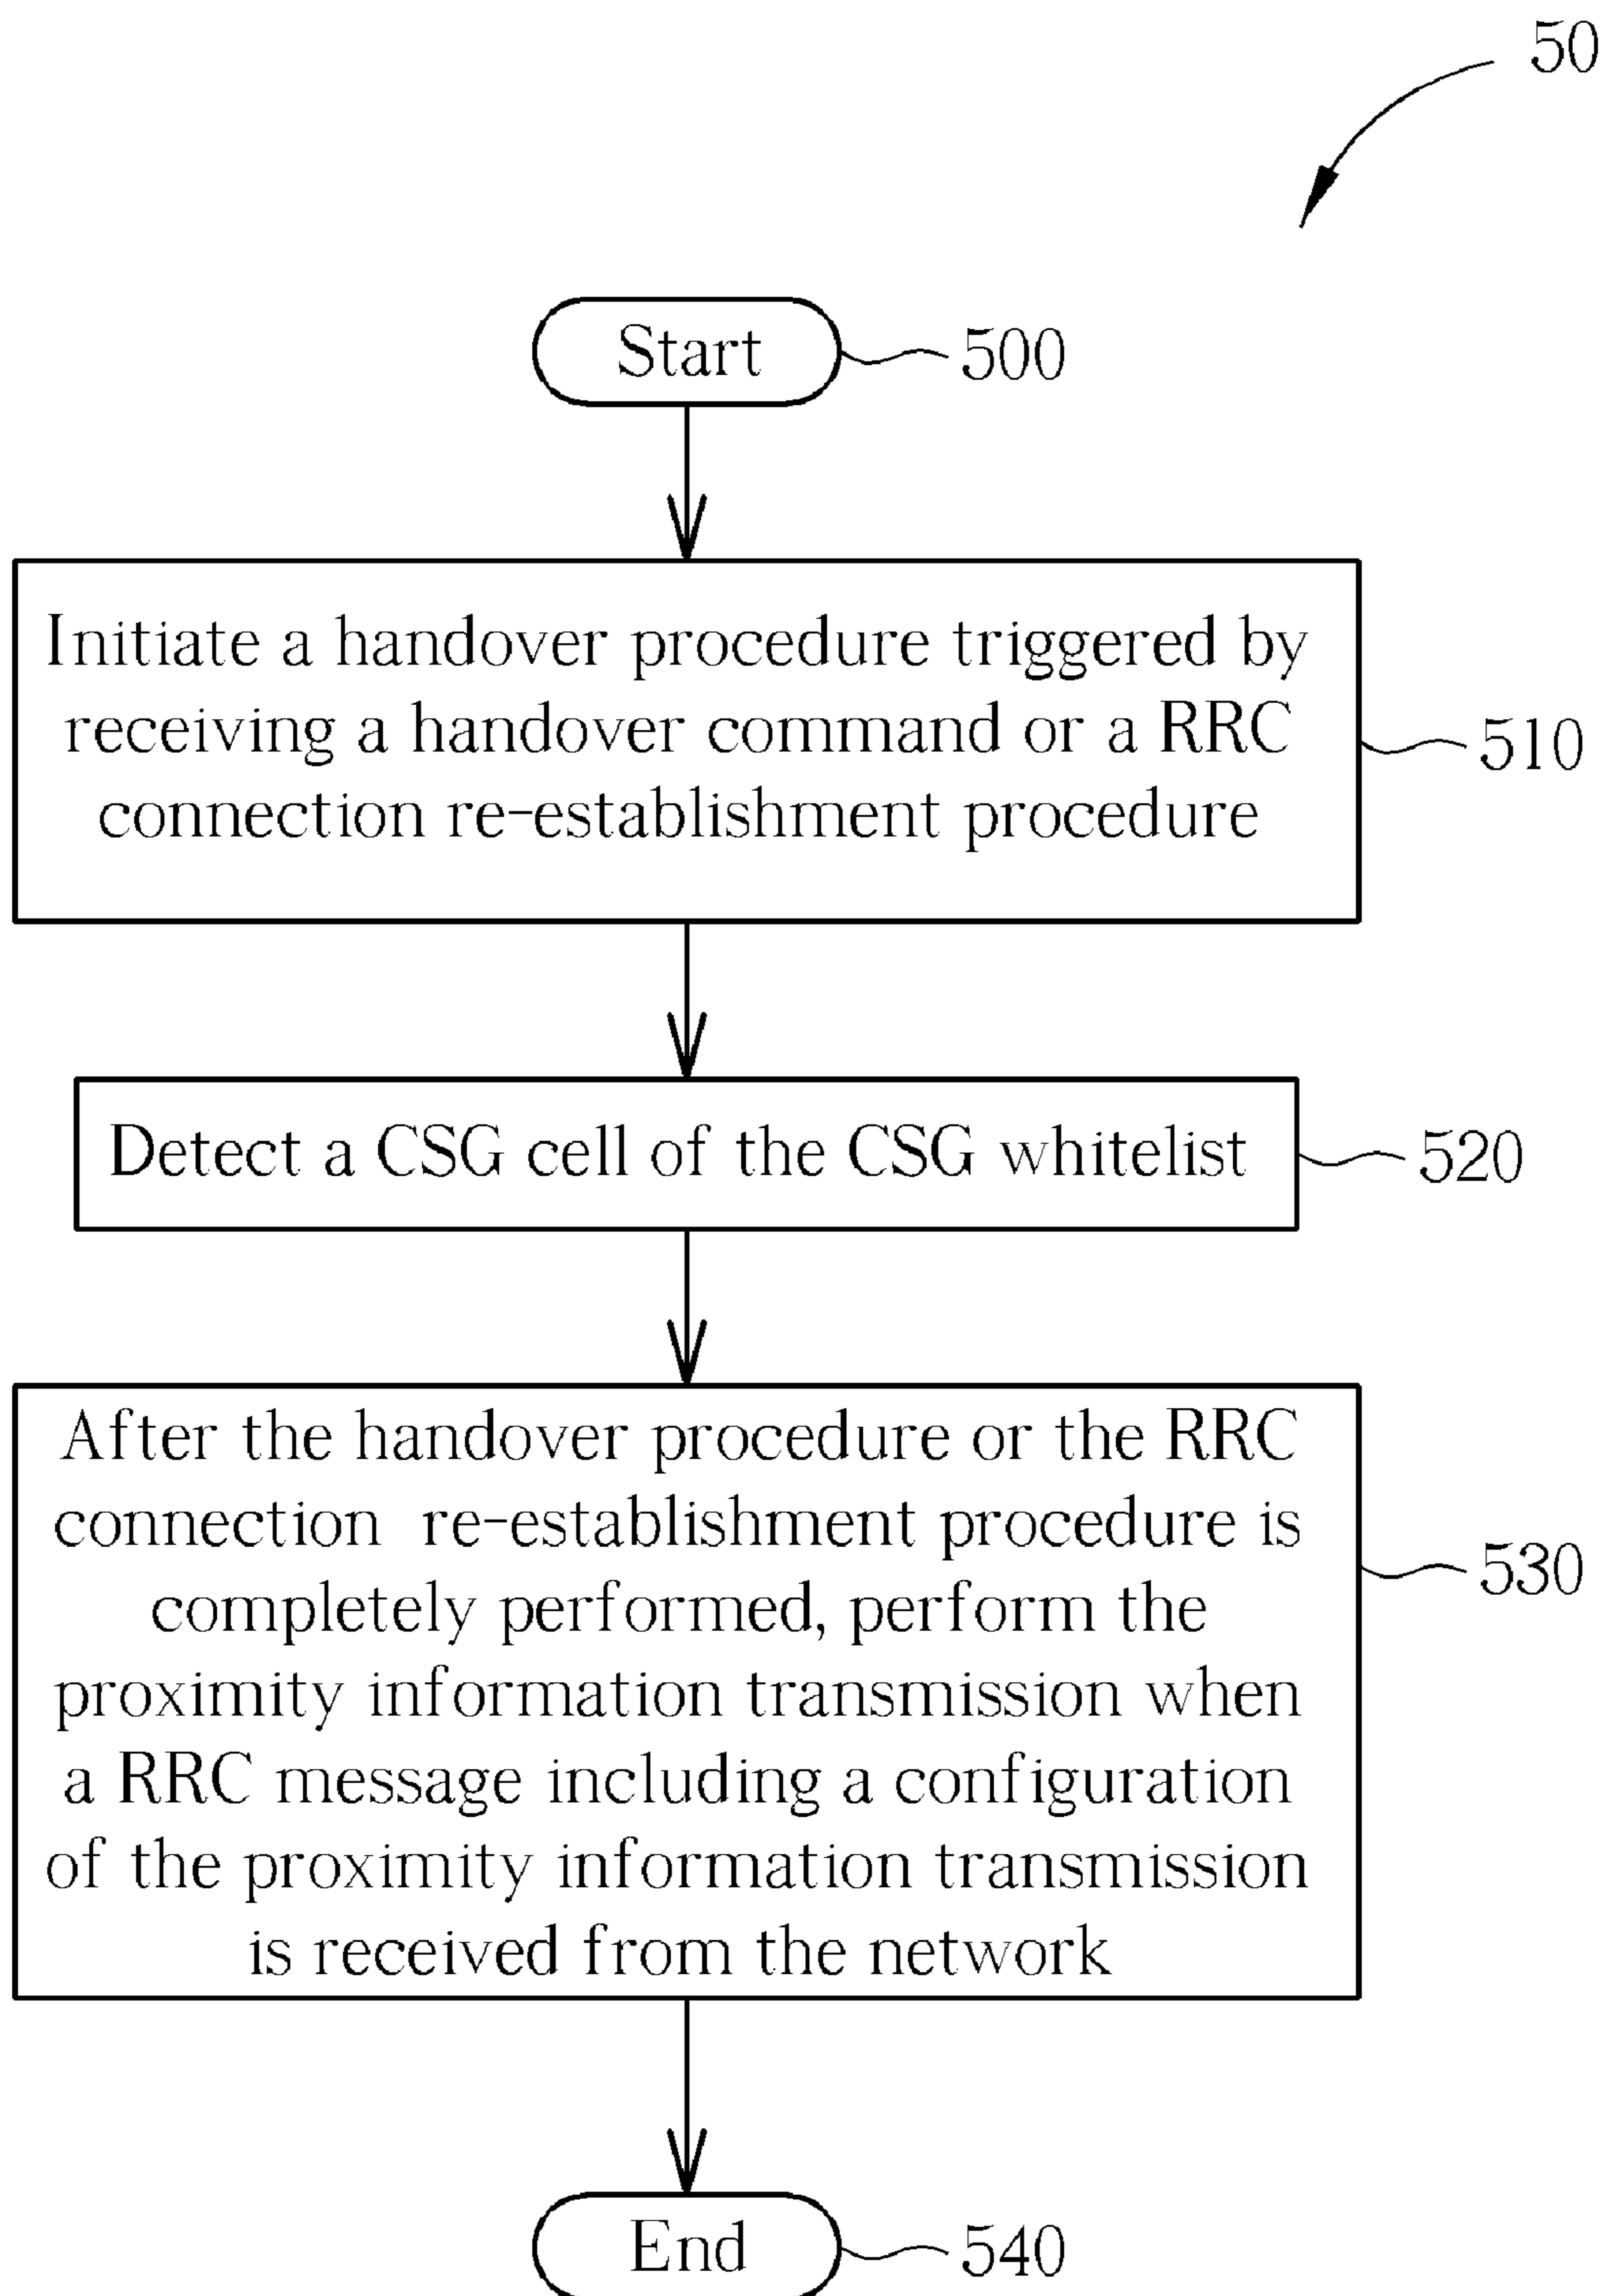 50
Start
500
Initiate a handover procedure triggered by
receiving a handover command or a RRC
connection re-establishment procedure
510
Detect a CSG cell of the CSG whitelist
520
After the handover procedure or the RRC
connection re-establishment procedure is
completely performed, perform the
proximity information transmission when
a RRC message including a configuration
of the proximity information transmission
is received from the network
530
End
540